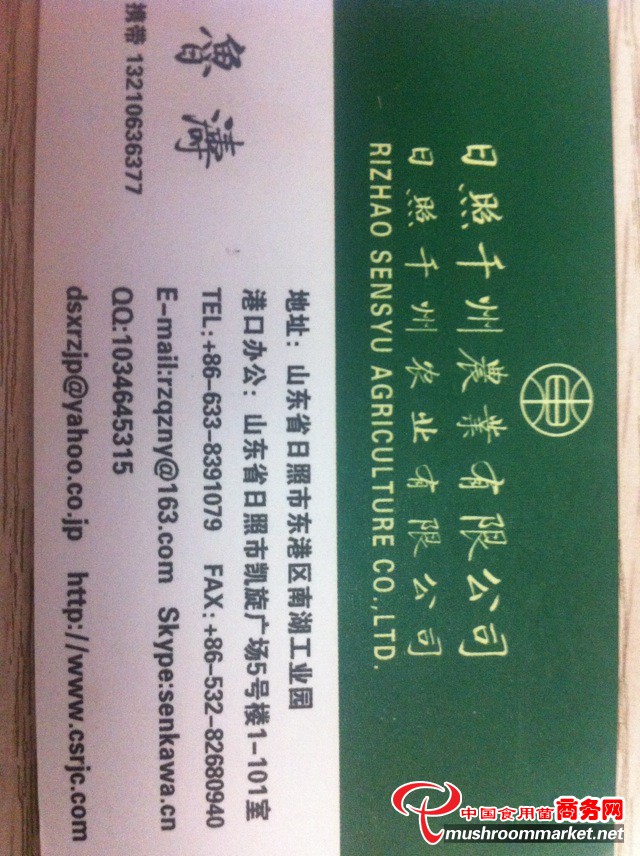 日照千州農業有限公司
日照千州农业有限公司
RIZHAO SENSYU AGRICULTURE CO.,LTD.
魯 濤
携带 13210636377
地址：山东省日照市东港区南湖工业园
港口办公：山东省日照市凯旋广场5号楼1-101室
TEL:+86-633-8391079 FAX:+86-532-82680940
E-mail:rzqzny@163.com Skype:senkawa.cn
QQ:1034645315
dsxrzjp@yahoo.co.jp http://www.csrjc.com
中国食用菌商务网
mushroommarket.net